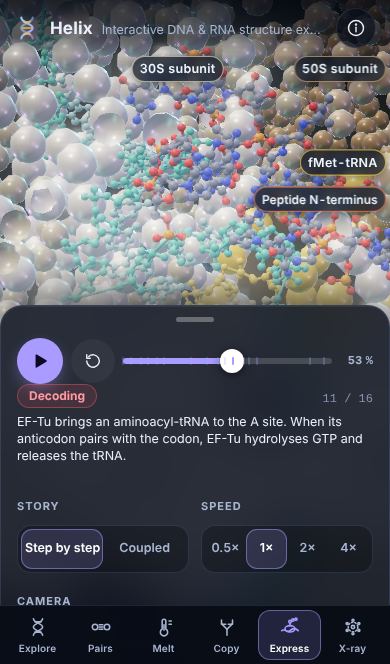 Helix Interactive DNA & RNA structure ex...
30S subunit 50S subunit
fMet-tRNA
Peptide N-terminus
53 %
Decoding 11 / 16
EF-Tu brings an aminoacyl-tRNA to the A site. When its
anticodon pairs with the codon, EF-Tu hydrolyses GTP and
releases the tRNA.
STORY SPEED
Step by step Coupled 0.5× 1× 2× 4×
CAMERA
Explore Pairs Melt Copy Express X-ray